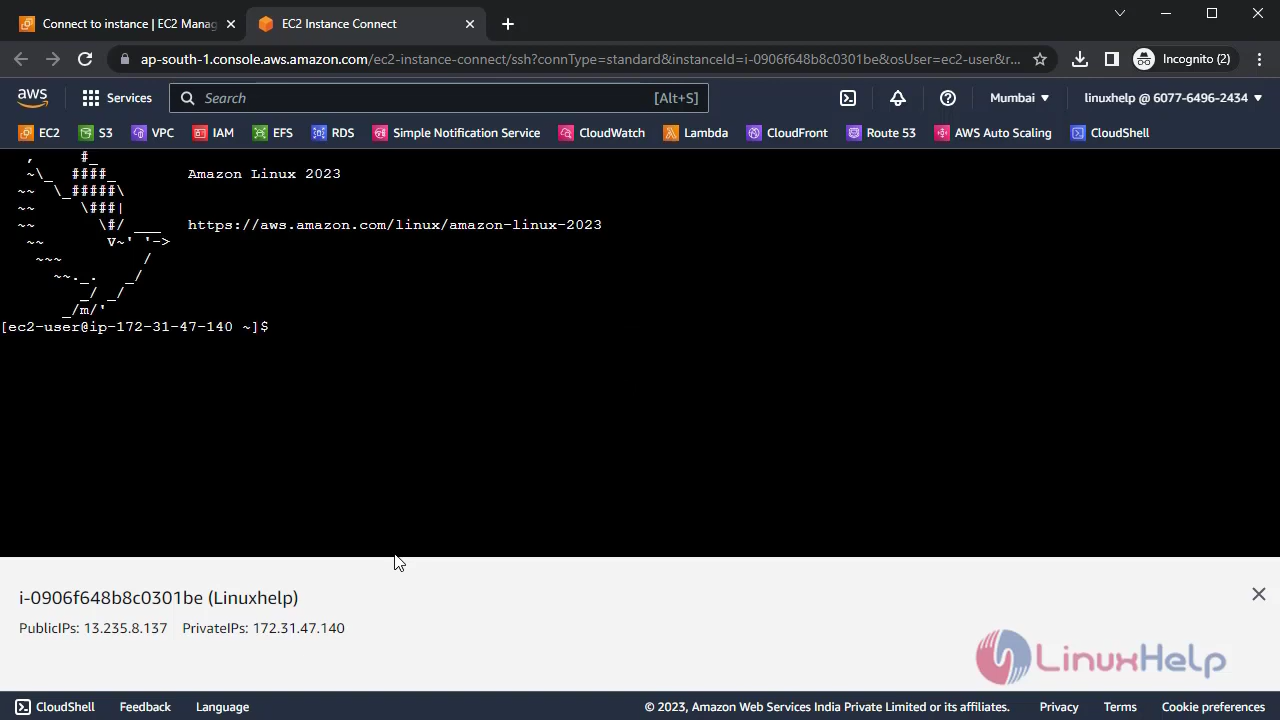 Connect to instance | EC2 Manag
EC2 Instance Connect
ap-south-1.console.aws.amazon.com/ec2-instance-connect/ssh?connType=standard&instanceId=i-0906f648b8c0301be&osUser=ec2-user&r...
Incognito (2)
aws
Services
Search
[Alt+S]
Mumbai
linuxhelp @ 6077-6496-2434
EC2 S3 VPC IAM EFS RDS Simple Notification Service CloudWatch Lambda CloudFront Route 53 AWS Auto Scaling CloudShell
   ,     #_
   ~\_  ####_        Amazon Linux 2023
  ~~  \_#####\
  ~~     \###|
  ~~       \#/ ___   https://aws.amazon.com/linux/amazon-linux-2023
   ~~       V~' '->
    ~~~         /
      ~~._.   _/
         _/ _/
       _/m/'
[ec2-user@ip-172-31-47-140 ~]$
i-0906f648b8c0301be (Linuxhelp)
PublicIPs: 13.235.8.137 PrivateIPs: 172.31.47.140
LinuxHelp
CloudShell Feedback Language © 2023, Amazon Web Services India Private Limited or its affiliates. Privacy Terms Cookie preferences